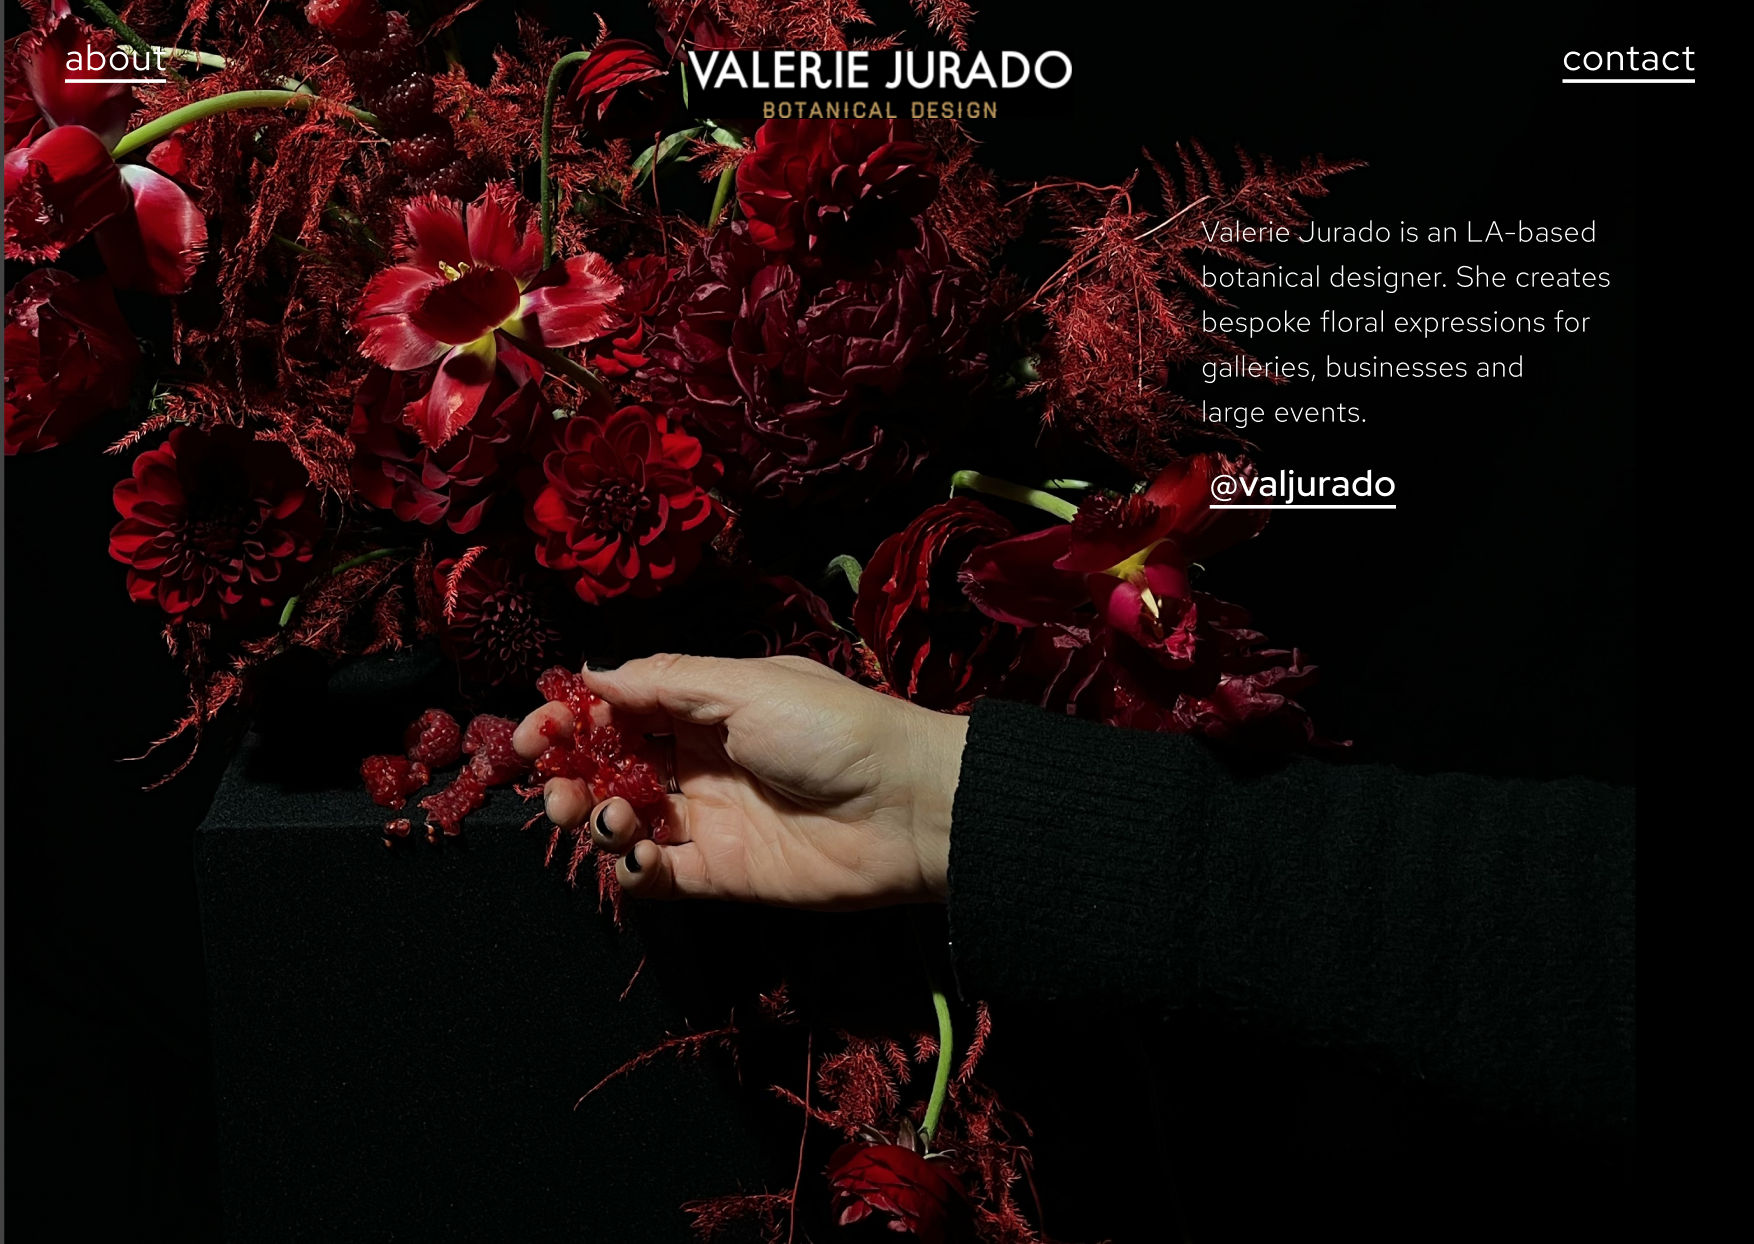 about
VALERIE JURADO
BOTANICAL DESIGN
contact
Valerie Jurado is an LA-based
botanical designer. She creates
bespoke floral expressions for
galleries, businesses and
large events.
@valjurado